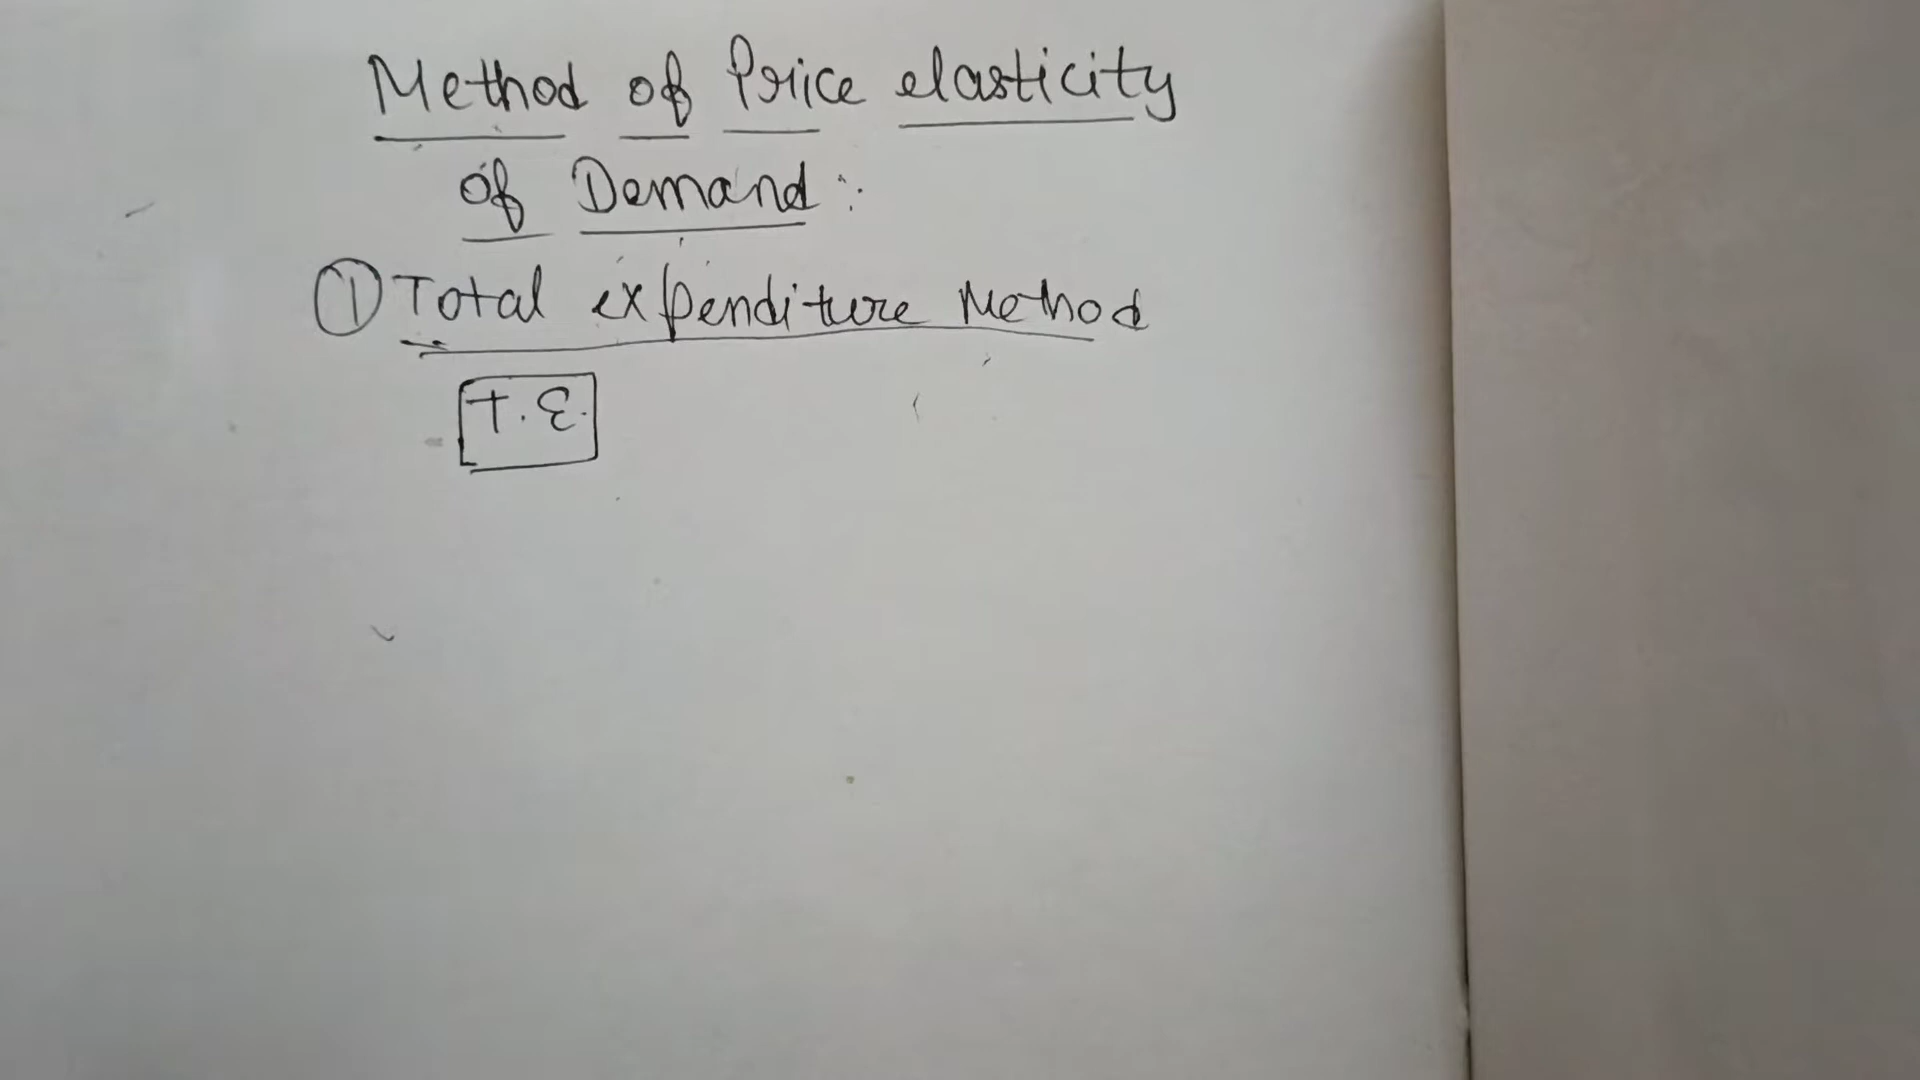 Method of Price elasticity
of Demand :
① Total expenditure Method
T.E.